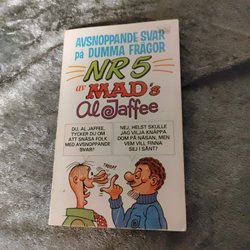 AVSNOPPANDE SVAR
på DUMMA FRÅGOR
NR 5
av MAD's
Al Jaffee
DU, AL JAFFEE,
TYCKER DU OM
ATT SNÄSA FOLK
MED AVSNOPPANDE
SVAR?
NEJ, HELST SKULLE
JAG VILJA KNÄPPA
DOM PÅ NÄSAN, MEN
VEM VILL FINNA
SEJ I SÅNT?